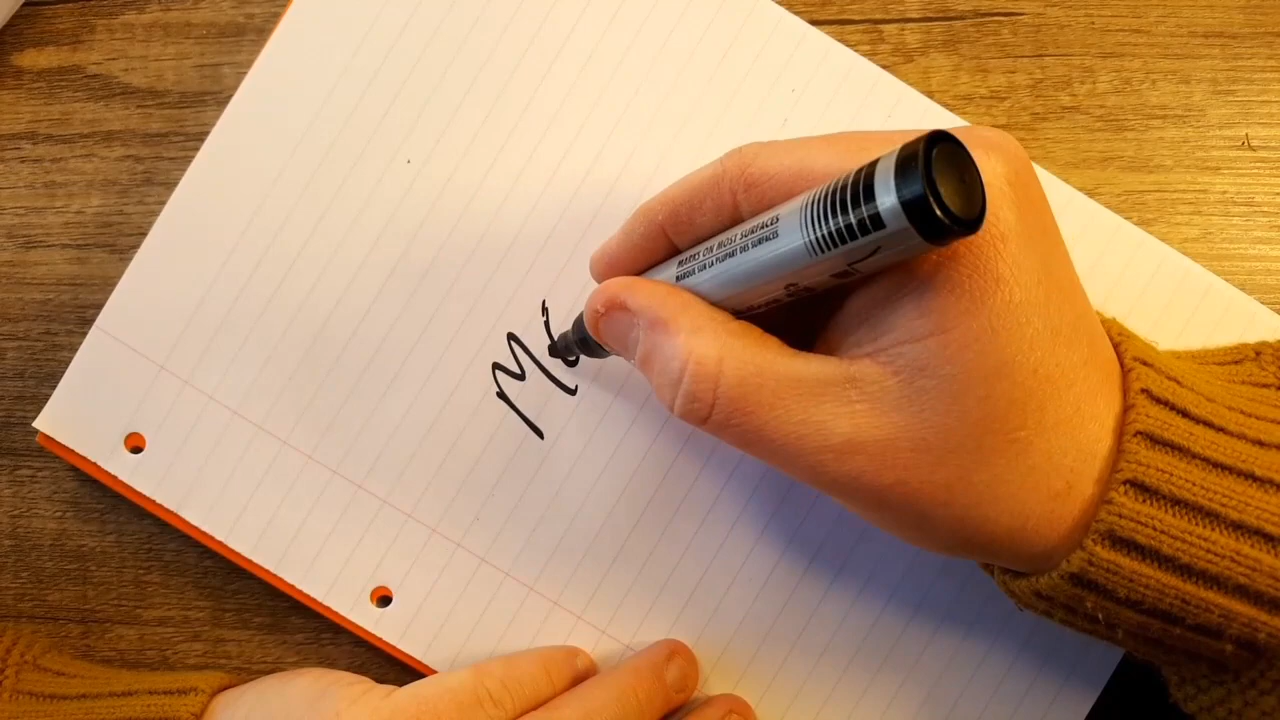 M
MARKS ON MOST SURFACES
MARQUE SUR LA PLUPART DES SURFACES